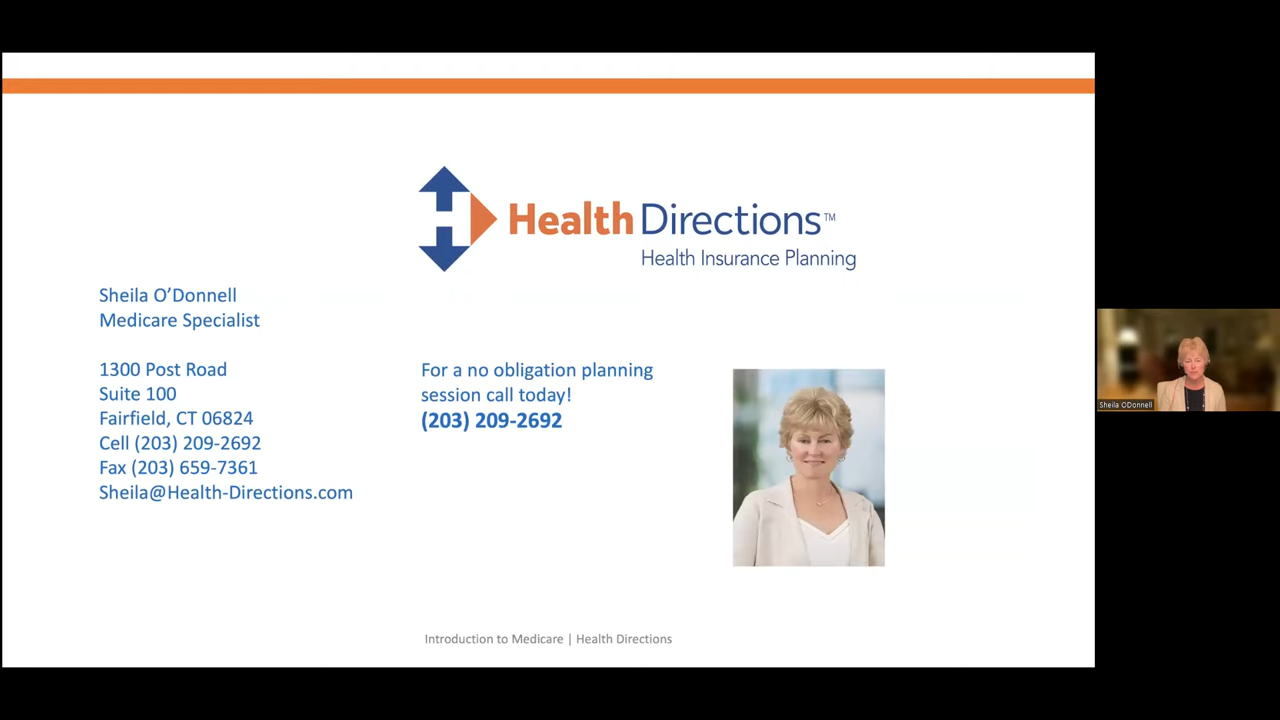 HealthDirections™
Health Insurance Planning
Sheila O’Donnell
Medicare Specialist
1300 Post Road
Suite 100
Fairfield, CT 06824
Cell (203) 209-2692
Fax (203) 659-7361
Sheila@Health-Directions.com
For a no obligation planning
session call today!
(203) 209-2692
Sheila ODonnell
Introduction to Medicare | Health Directions